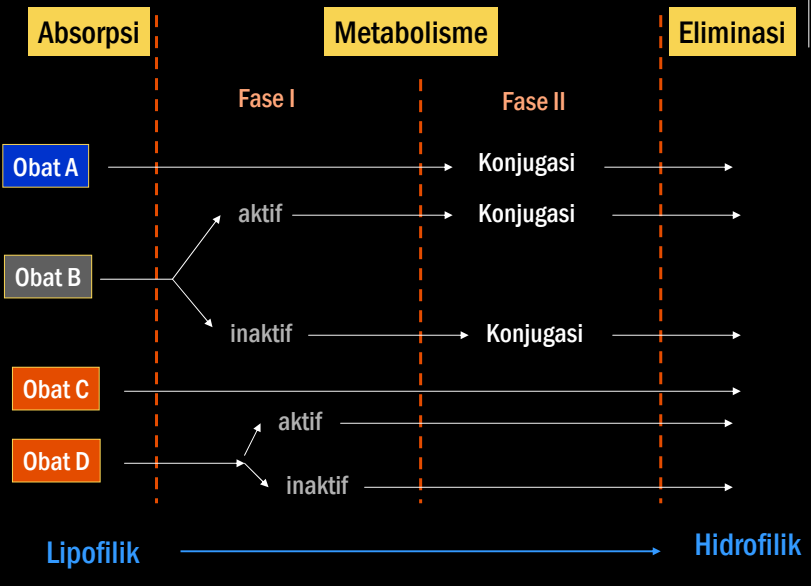 Absorpsi
Metabolisme
Eliminasi
Fase I
Fase II
Obat A
Konjugasi
aktif
Konjugasi
Obat B
inaktif
Konjugasi
Obat C
aktif
Obat D
inaktif
Lipofilik
Hidrofilik